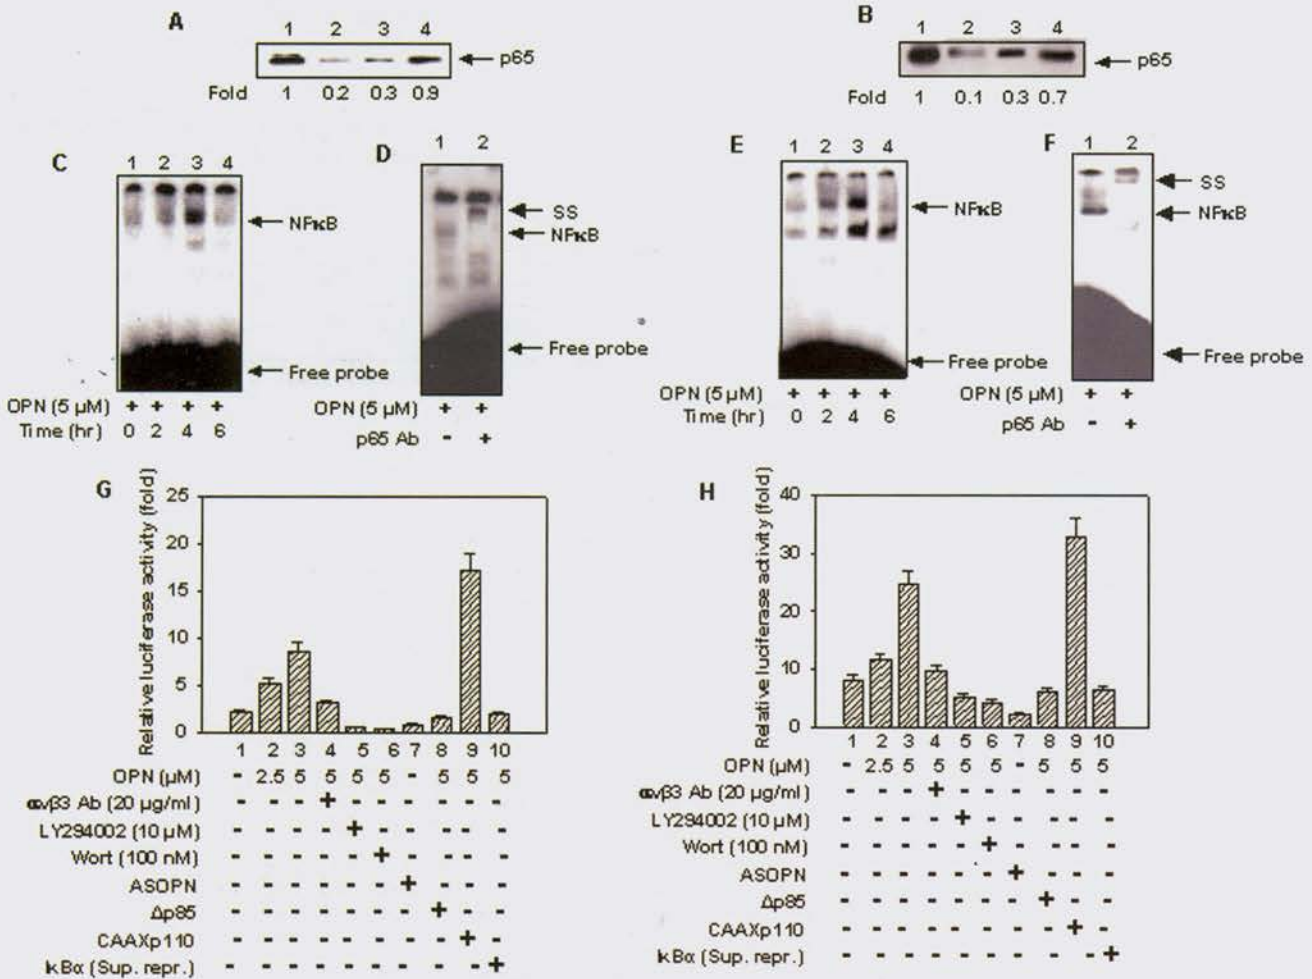 A
1 2 3 4
p65
Fold 1 0.2 0.3 0.9
B
1 2 3 4
p65
Fold 1 0.1 0.3 0.7
C
1 2 3 4
NFκB
Free probe
OPN (5 µM) + + + +
Time (hr) 0 2 4 6
D
1 2
SS
NFκB
Free probe
OPN (5 µM) + +
p65 Ab - +
E
1 2 3 4
NFκB
Free probe
OPN (5 µM) + + + +
Time (hr) 0 2 4 6
F
1 2
SS
NFκB
Free probe
OPN (5 µM) + +
p65 Ab - +
G
Relative luciferase activity (fold)
25
20
15
10
5
0
1 2 3 4 5 6 7 8 9 10
OPN (µM) - 2.5 5 5 5 5 - 5 5 5
αvβ3 Ab (20 µg/ml) - - - + - - - - - -
LY294002 (10 µM) - - - - + - - - - -
Wort (100 nM) - - - - - + - - - -
ASOPN - - - - - - + - - -
Δp85 - - - - - - - + - -
CAAXp110 - - - - - - - - + -
IκBα (Sup. repr.) - - - - - - - - - +
H
Relative luciferase activity (fold)
40
30
20
10
0
1 2 3 4 5 6 7 8 9 10
OPN (µM) - 2.5 5 5 5 5 - 5 5 5
αvβ3 Ab (20 µg/ml) - - - + - - - - - -
LY294002 (10 µM) - - - - + - - - - -
Wort (100 nM) - - - - - + - - - -
ASOPN - - - - - - + - - -
Δp85 - - - - - - - + - -
CAAXp110 - - - - - - - - + -
IκBα (Sup. repr.) - - - - - - - - - +